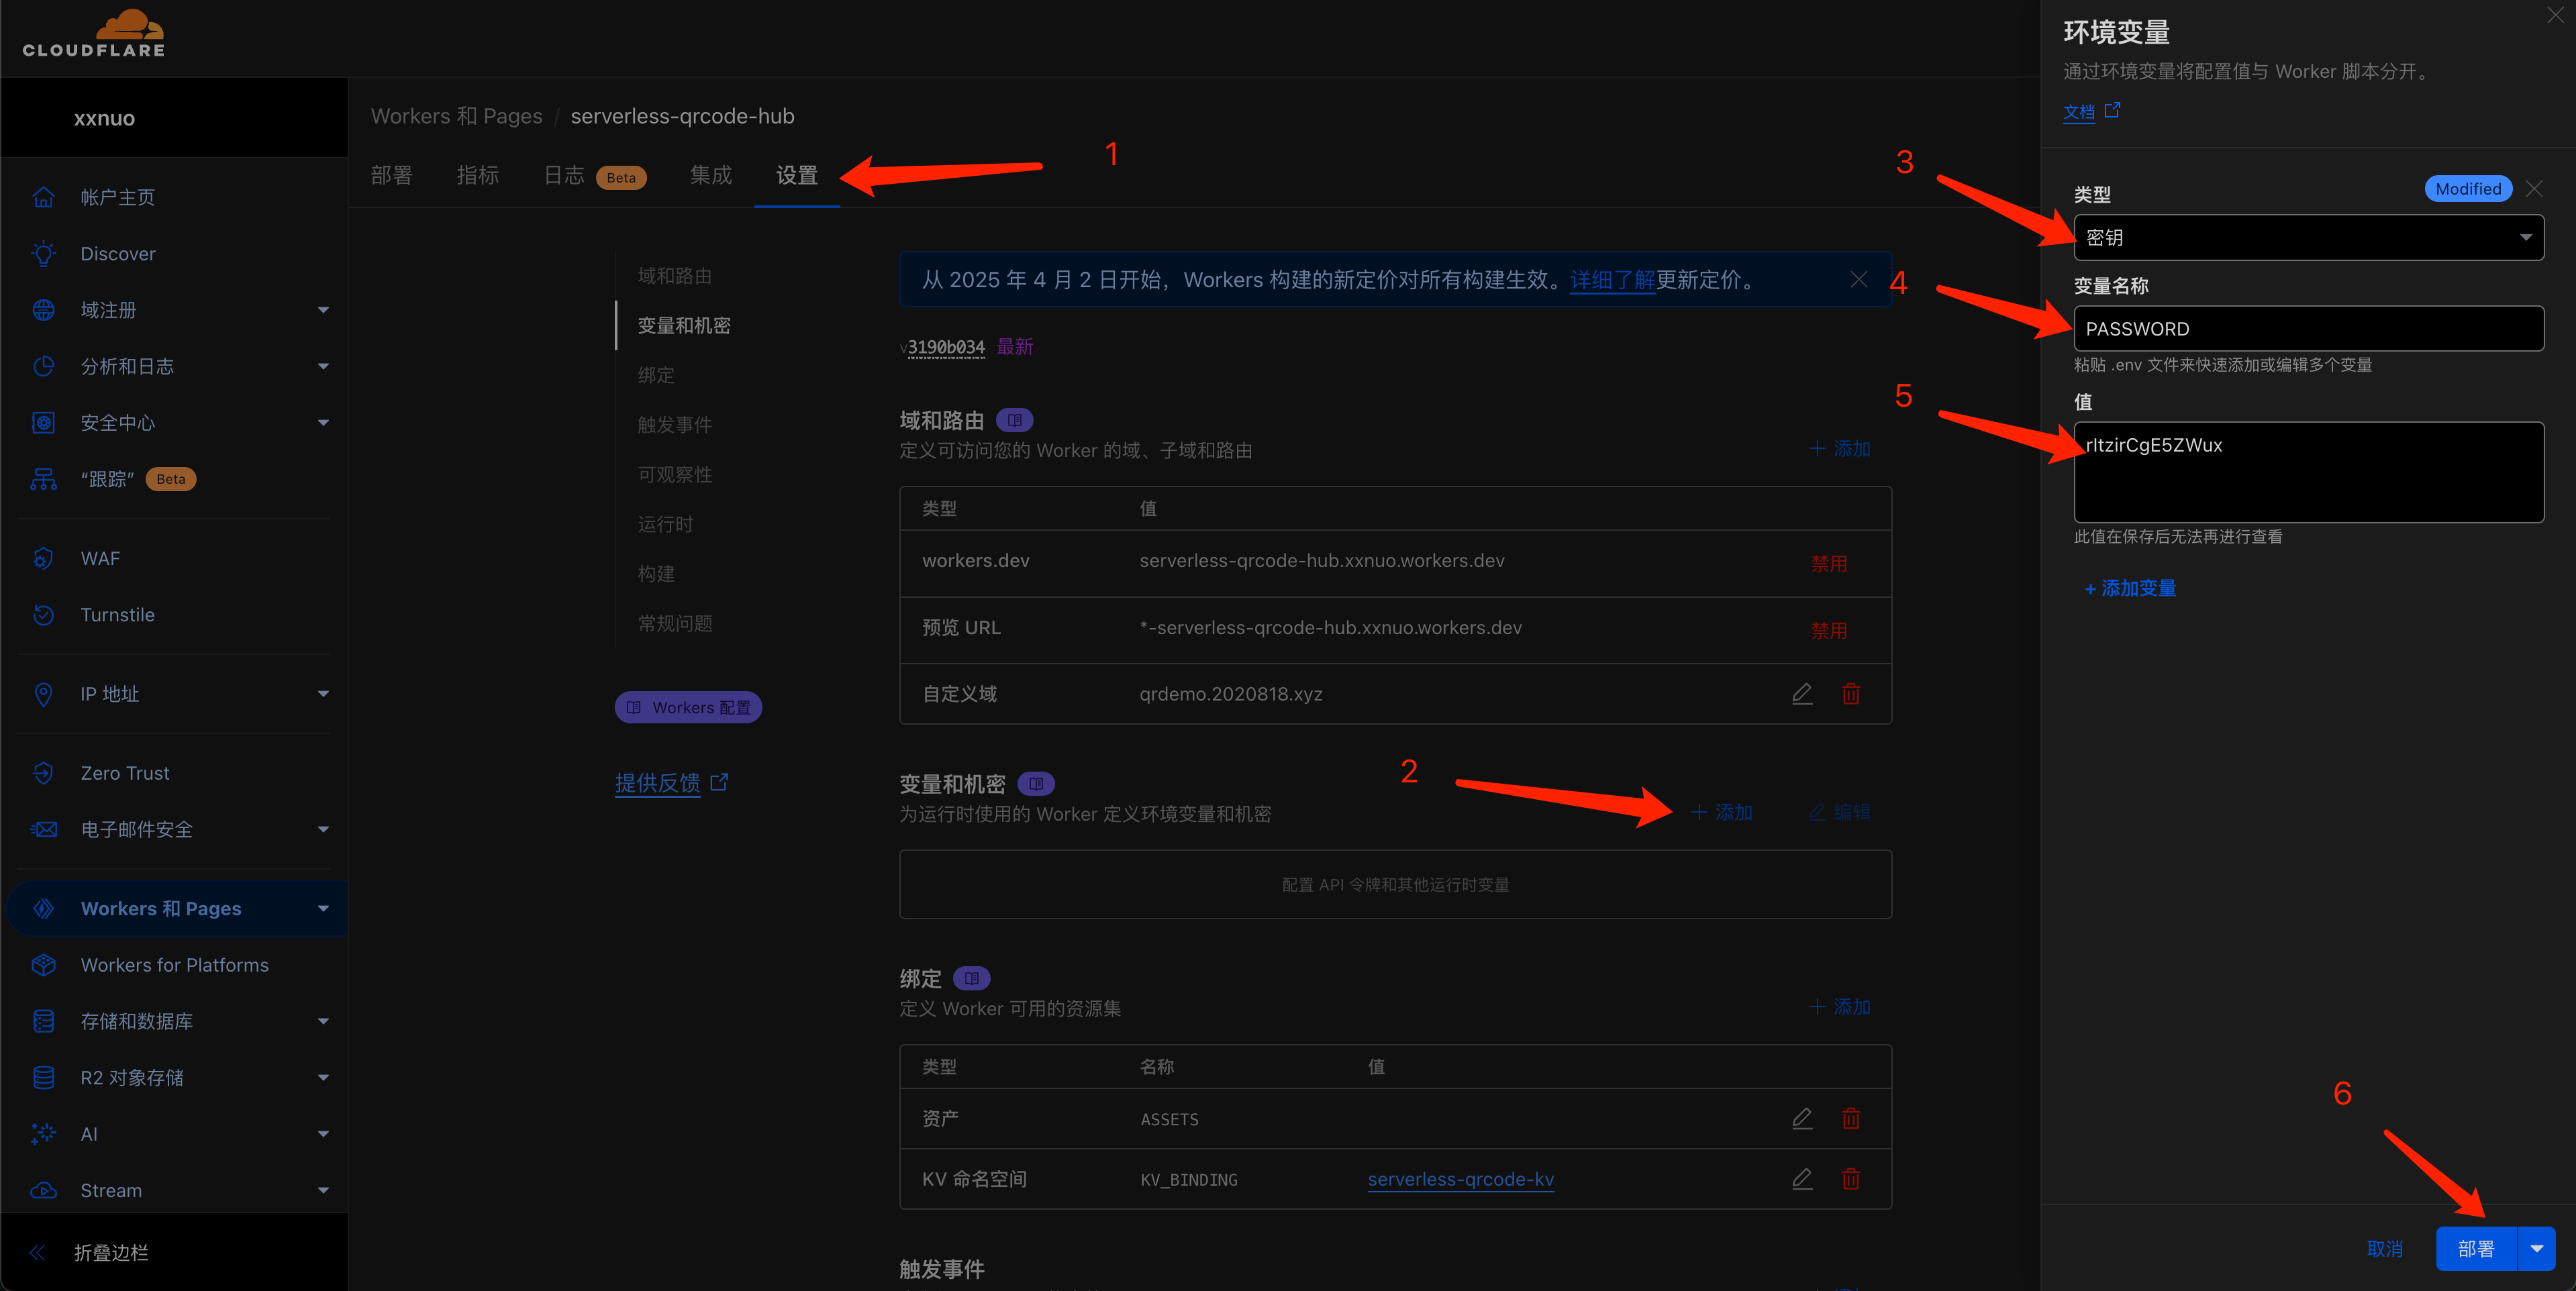 CLOUDFLARE
xxnuo
帐户主页
Discover
域注册
分析和日志
安全中心
“跟踪” Beta
WAF
Turnstile
IP 地址
Zero Trust
电子邮件安全
Workers 和 Pages
Workers for Platforms
存储和数据库
R2 对象存储
AI
Stream
折叠边栏
Workers 和 Pages / serverless-qrcode-hub
部署 指标 日志 Beta 集成 设置
1
域和路由
变量和机密
绑定
触发事件
可观察性
运行时
构建
常规问题
Workers 配置
提供反馈
从 2025 年 4 月 2 日开始，Workers 构建的新定价对所有构建生效。详细了解更新定价。
v3190b034 最新
域和路由
定义可访问您的 Worker 的域、子域和路由
+ 添加
类型 值
workers.dev serverless-qrcode-hub.xxnuo.workers.dev 禁用
预览 URL *-serverless-qrcode-hub.xxnuo.workers.dev 禁用
自定义域 qrdemo.2020818.xyz
变量和机密
2
为运行时使用的 Worker 定义环境变量和机密
+ 添加 编辑
配置 API 令牌和其他运行时变量
绑定
定义 Worker 可用的资源集
+ 添加
类型 名称 值
资产 ASSETS
KV 命名空间 KV_BINDING serverless-qrcode-kv
触发事件
环境变量
通过环境变量将配置值与 Worker 脚本分开。
文档
3
类型 Modified
密钥
4
变量名称
PASSWORD
粘贴 .env 文件来快速添加或编辑多个变量
5
值
rItzirCgE5ZWux
此值在保存后无法再进行查看
+ 添加变量
6
取消 部署